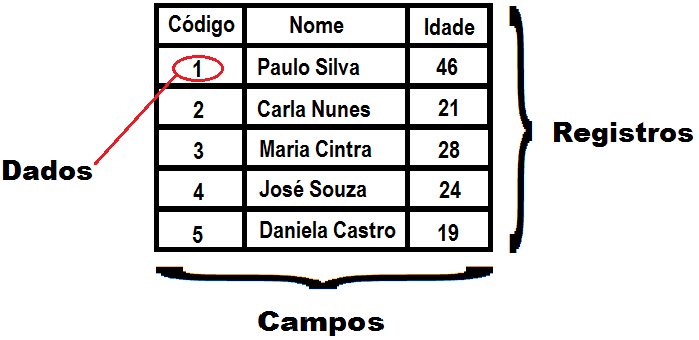 Código Nome Idade
1 Paulo Silva 46
2 Carla Nunes 21
3 Maria Cintra 28
4 José Souza 24
5 Daniela Castro 19
Dados
Registros
Campos